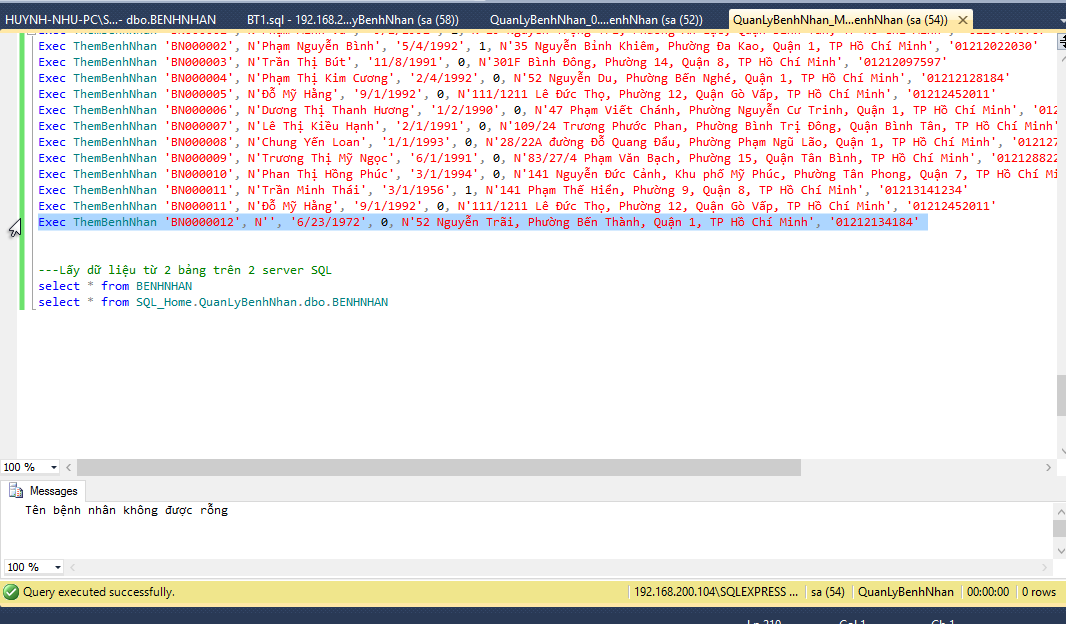 HUYNH-NHU-PC\S...- dbo.BENHNHAN
BT1.sql - 192.168.2...yBenhNhan (sa (58))
QuanLyBenhNhan_0....enhNhan (sa (52))
QuanLyBenhNhan_M...enhNhan (sa (54))
Exec ThemBenhNhan 'BN000002', N'Phạm Nguyễn Bình', '5/4/1992', 1, N'35 Nguyễn Bình Khiêm, Phường Đa Kao, Quận 1, TP Hồ Chí Minh', '01212022030'
Exec ThemBenhNhan 'BN000003', N'Trần Thị Bút', '11/8/1991', 0, N'301F Bình Đông, Phường 14, Quận 8, TP Hồ Chí Minh', '01212097597'
Exec ThemBenhNhan 'BN000004', N'Phạm Thị Kim Cương', '2/4/1992', 0, N'52 Nguyễn Du, Phường Bến Nghé, Quận 1, TP Hồ Chí Minh', '01212128184'
Exec ThemBenhNhan 'BN000005', N'Đỗ Mỹ Hằng', '9/1/1992', 0, N'111/1211 Lê Đức Thọ, Phường 12, Quận Gò Vấp, TP Hồ Chí Minh', '01212452011'
Exec ThemBenhNhan 'BN000006', N'Dương Thị Thanh Hương', '1/2/1990', 0, N'47 Phạm Viết Chánh, Phường Nguyễn Cư Trinh, Quận 1, TP Hồ Chí Minh', '012
Exec ThemBenhNhan 'BN000007', N'Lê Thị Kiều Hạnh', '2/1/1991', 0, N'109/24 Trương Phước Phan, Phường Bình Trị Đông, Quận Bình Tân, TP Hồ Chí Minh'
Exec ThemBenhNhan 'BN000008', N'Chung Yến Loan', '1/1/1993', 0, N'28/22A đường Đỗ Quang Đẩu, Phường Phạm Ngũ Lão, Quận 1, TP Hồ Chí Minh', '012127
Exec ThemBenhNhan 'BN000009', N'Trương Thị Mỹ Ngọc', '6/1/1991', 0, N'83/27/4 Phạm Văn Bạch, Phường 15, Quận Tân Bình, TP Hồ Chí Minh', '012128822
Exec ThemBenhNhan 'BN000010', N'Phan Thị Hồng Phúc', '3/1/1994', 0, N'141 Nguyễn Đức Cảnh, Khu phố Mỹ Phúc, Phường Tân Phong, Quận 7, TP Hồ Chí Mi
Exec ThemBenhNhan 'BN000011', N'Trần Minh Thái', '3/1/1956', 1, N'141 Phạm Thế Hiển, Phường 9, Quận 8, TP Hồ Chí Minh', '01213141234'
Exec ThemBenhNhan 'BN000011', N'Đỗ Mỹ Hằng', '9/1/1992', 0, N'111/1211 Lê Đức Thọ, Phường 12, Quận Gò Vấp, TP Hồ Chí Minh', '01212452011'
Exec ThemBenhNhan 'BN0000012', N'', '6/23/1972', 0, N'52 Nguyễn Trãi, Phường Bến Thành, Quận 1, TP Hồ Chí Minh', '01212134184'
---Lấy dữ liệu từ 2 bảng trên 2 server SQL
select * from BENHNHAN
select * from SQL_Home.QuanLyBenhNhan.dbo.BENHNHAN
100 %
Messages
Tên bệnh nhân không được rỗng
100 %
Query executed successfully.
192.168.200.104\SQLEXPRESS ...
sa (54)
QuanLyBenhNhan
00:00:00
0 rows